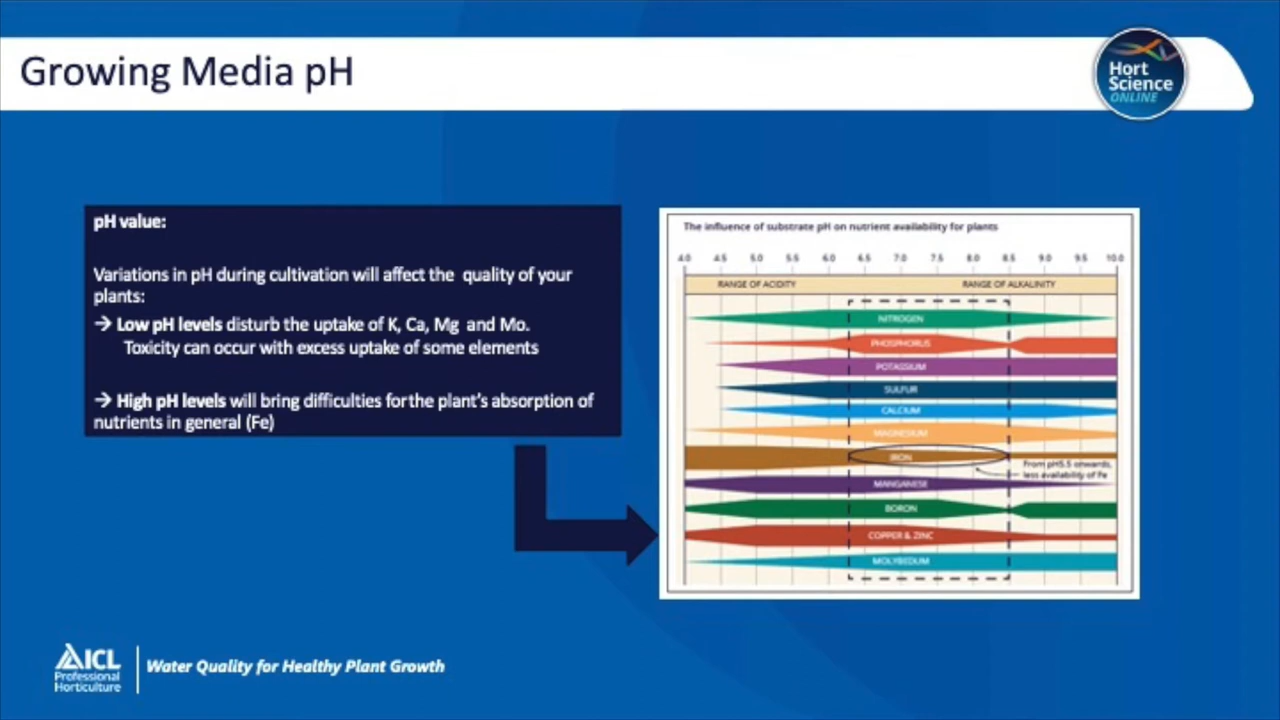 Growing Media pH
Hort
Science
ONLINE
pH value:
Variations in pH during cultivation will affect the quality of your
plants:
→ Low pH levels disturb the uptake of K, Ca, Mg and Mo.
Toxicity can occur with excess uptake of some elements
→ High pH levels will bring difficulties forthe plant's absorption of
nutrients in general (Fe)
The influence of substrate pH on nutrient availability for plants
4.0 4.5 5.0 5.5 6.0 6.5 7.0 7.5 8.0 8.5 9.0 9.5 10.0
RANGE OF ACIDITY RANGE OF ALKALINITY
NITROGEN
PHOSPHORUS
POTASSIUM
SULFUR
CALCIUM
MAGNESIUM
IRON
From pH5.5 onwards,
less availability of Fe
MANGANESE
BORON
COPPER & ZINC
MOLYBEDUM
ICL
Professional
Horticulture
Water Quality for Healthy Plant Growth